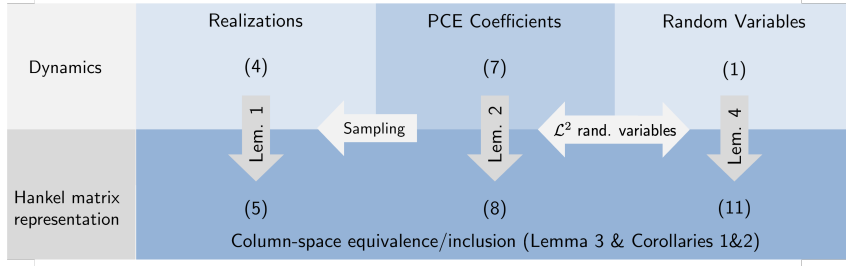 Realizations
PCE Coefficients
Random Variables
Dynamics
(4)
(7)
(1)
Lem. 1
Sampling
Lem. 2
ℒ² rand. variables
Lem. 4
Hankel matrix
representation
(5)
(8)
(11)
Column-space equivalence/inclusion (Lemma 3 & Corollaries 1&2)